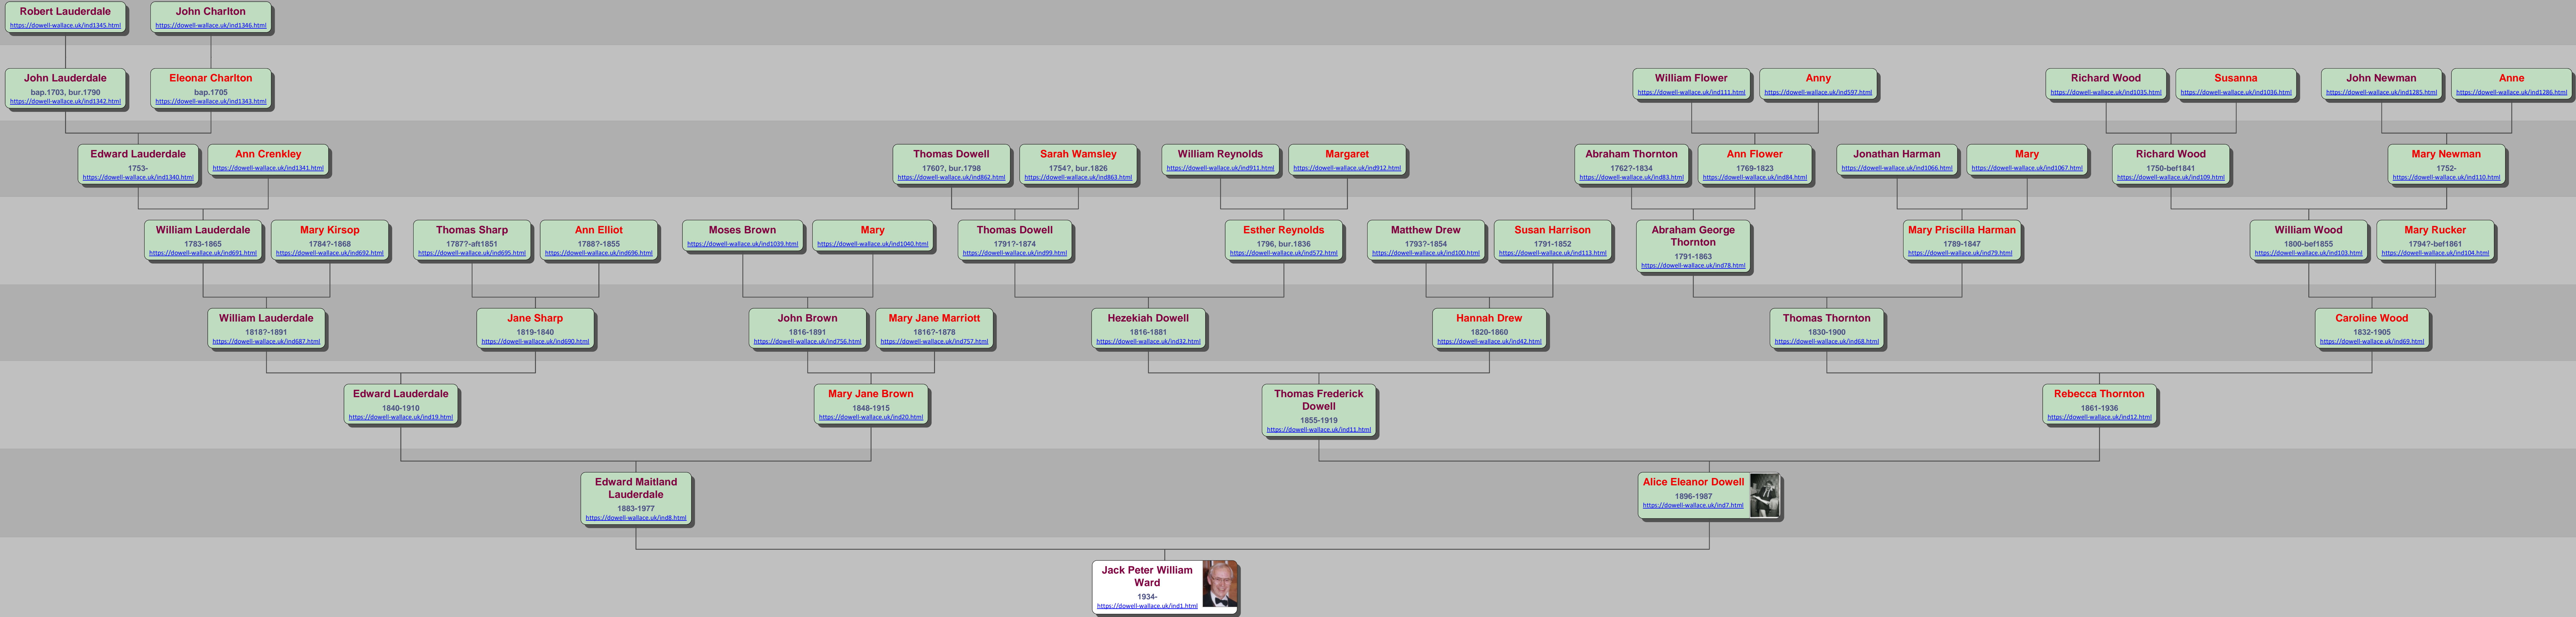 Robert Lauderdale
https://dowell-wallace.uk/ind1345.html
John Charlton
https://dowell-wallace.uk/ind1346.html
John Lauderdale
bap.1703, bur.1790
https://dowell-wallace.uk/ind1342.html
Eleonar Charlton
bap.1705
https://dowell-wallace.uk/ind1343.html
William Flower
https://dowell-wallace.uk/ind111.html
Anny
https://dowell-wallace.uk/ind597.html
Richard Wood
https://dowell-wallace.uk/ind1035.html
Susanna
https://dowell-wallace.uk/ind1036.html
John Newman
https://dowell-wallace.uk/ind1285.html
Anne
https://dowell-wallace.uk/ind1286.html
Edward Lauderdale
1753-
https://dowell-wallace.uk/ind1340.html
Ann Crenkley
https://dowell-wallace.uk/ind1341.html
Thomas Dowell
1760?, bur.1798
https://dowell-wallace.uk/ind862.html
Sarah Wamsley
1754?, bur.1826
https://dowell-wallace.uk/ind863.html
William Reynolds
https://dowell-wallace.uk/ind911.html
Margaret
https://dowell-wallace.uk/ind912.html
Abraham Thornton
1762?-1834
https://dowell-wallace.uk/ind83.html
Ann Flower
1769-1823
https://dowell-wallace.uk/ind84.html
Jonathan Harman
https://dowell-wallace.uk/ind1066.html
Mary
https://dowell-wallace.uk/ind1067.html
Richard Wood
1750-bef1841
https://dowell-wallace.uk/ind109.html
Mary Newman
1752-
https://dowell-wallace.uk/ind110.html
William Lauderdale
1783-1865
https://dowell-wallace.uk/ind691.html
Mary Kirsop
1784?-1868
https://dowell-wallace.uk/ind692.html
Thomas Sharp
1787?-aft1851
https://dowell-wallace.uk/ind695.html
Ann Elliot
1788?-1855
https://dowell-wallace.uk/ind696.html
Moses Brown
https://dowell-wallace.uk/ind1039.html
Mary
https://dowell-wallace.uk/ind1040.html
Thomas Dowell
1791?-1874
https://dowell-wallace.uk/ind99.html
Esther Reynolds
1796, bur.1836
https://dowell-wallace.uk/ind572.html
Matthew Drew
1793?-1854
https://dowell-wallace.uk/ind100.html
Susan Harrison
1791-1852
https://dowell-wallace.uk/ind113.html
Abraham George
Thornton
1791-1863
https://dowell-wallace.uk/ind78.html
Mary Priscilla Harman
1789-1847
https://dowell-wallace.uk/ind79.html
William Wood
1800-bef1855
https://dowell-wallace.uk/ind103.html
Mary Rucker
1794?-bef1861
https://dowell-wallace.uk/ind104.html
William Lauderdale
1818?-1891
https://dowell-wallace.uk/ind687.html
Jane Sharp
1819-1840
https://dowell-wallace.uk/ind690.html
John Brown
1816-1891
https://dowell-wallace.uk/ind756.html
Mary Jane Marriott
1816?-1878
https://dowell-wallace.uk/ind757.html
Hezekiah Dowell
1816-1881
https://dowell-wallace.uk/ind32.html
Hannah Drew
1820-1860
https://dowell-wallace.uk/ind42.html
Thomas Thornton
1830-1900
https://dowell-wallace.uk/ind68.html
Caroline Wood
1832-1905
https://dowell-wallace.uk/ind69.html
Edward Lauderdale
1840-1910
https://dowell-wallace.uk/ind19.html
Mary Jane Brown
1848-1915
https://dowell-wallace.uk/ind20.html
Thomas Frederick
Dowell
1855-1919
https://dowell-wallace.uk/ind11.html
Rebecca Thornton
1861-1936
https://dowell-wallace.uk/ind12.html
Edward Maitland
Lauderdale
1883-1977
https://dowell-wallace.uk/ind8.html
Alice Eleanor Dowell
1896-1987
https://dowell-wallace.uk/ind7.html
Jack Peter William
Ward
1934-
https://dowell-wallace.uk/ind1.html